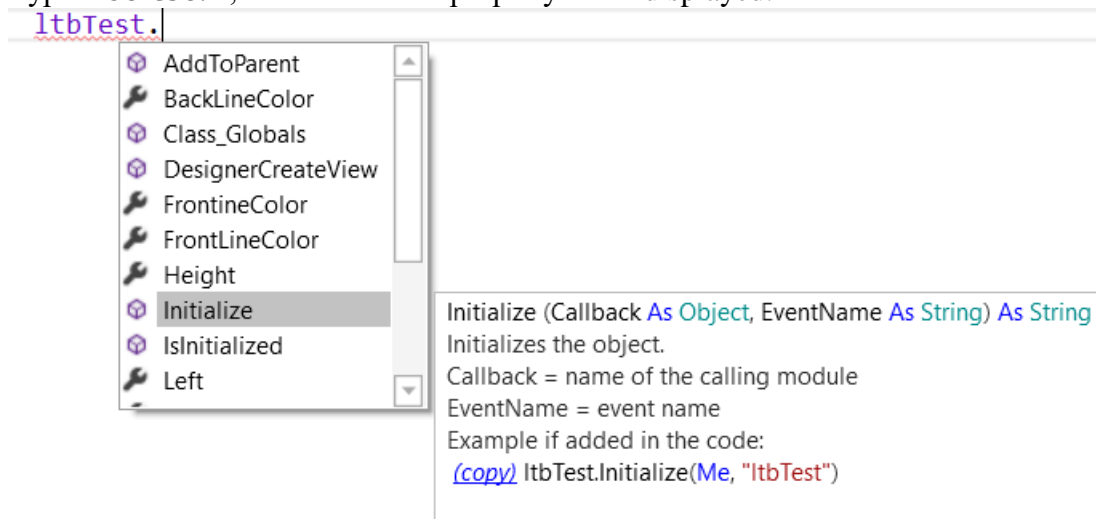 ltbTest.
AddToParent
BackLineColor
Class_Globals
DesignerCreateView
FrontineColor
FrontLineColor
Height
Initialize
IsInitialized
Left
Initialize (Callback As Object, EventName As String) As String
Initializes the object.
Callback = name of the calling module
EventName = event name
Example if added in the code:
(copy) ltbTest.Initialize(Me, "ltbTest")